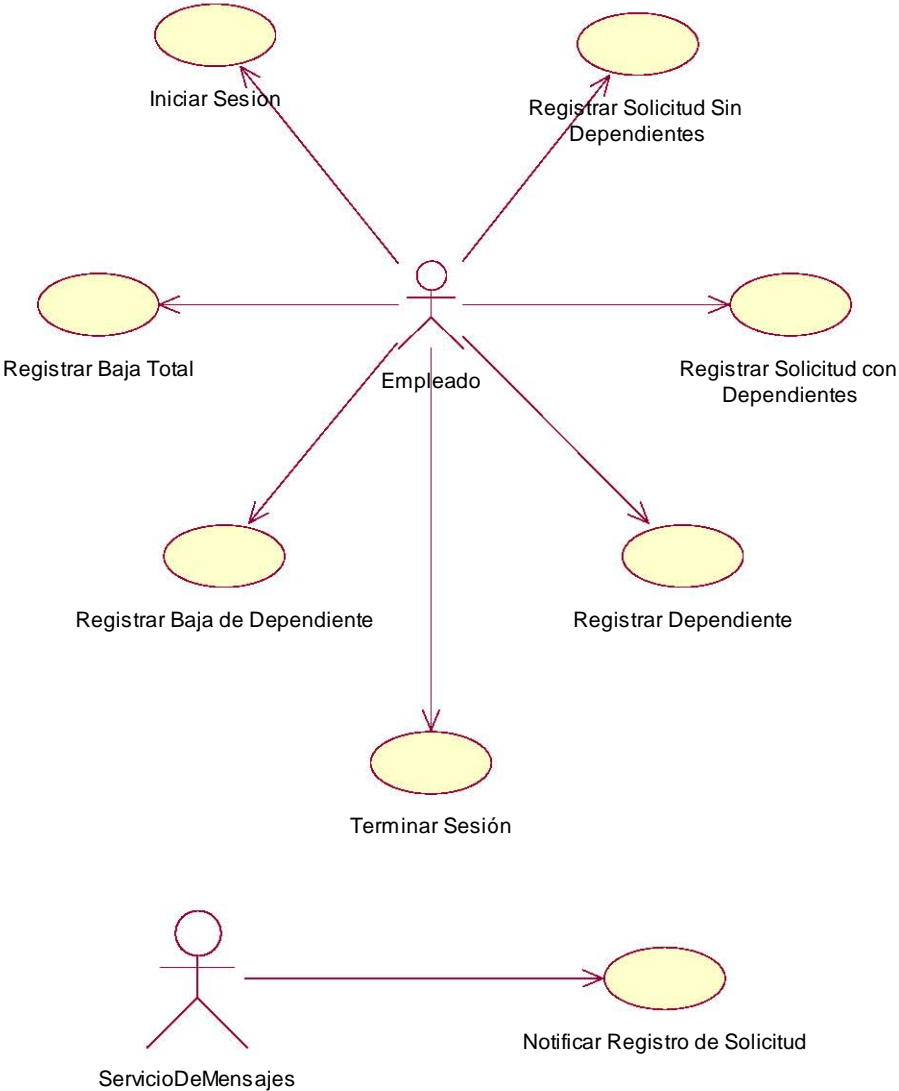 Iniciar Sesión
Registrar Solicitud Sin
Dependientes
Registrar Baja Total
Empleado
Registrar Solicitud con
Dependientes
Registrar Baja de Dependiente
Registrar Dependiente
Terminar Sesión
Notificar Registro de Solicitud
ServicioDeMensajes